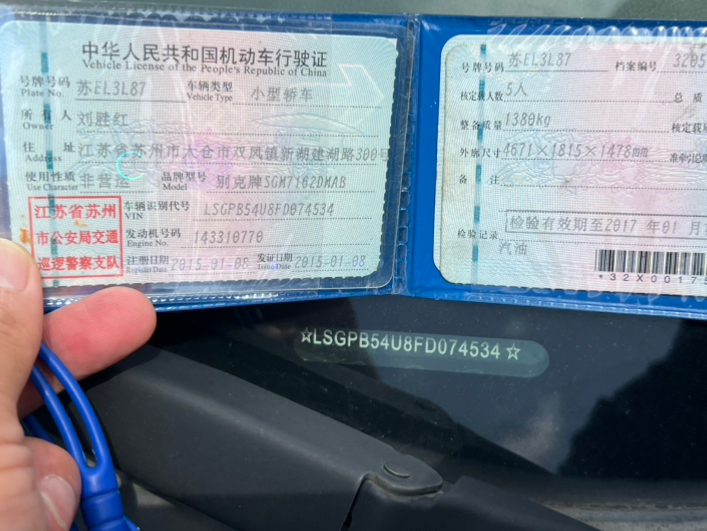 中华人民共和国机动车行驶证
Vehicle License of the People's Republic of China
号牌号码 苏EL3L87 车辆类型 小型轿车
Plate No. Vehicle Type
所有人 刘胜红
Owner
住址 江苏省苏州市太仓市双凤镇新湖建湖路300号
Address
使用性质 非营运 品牌型号 别克牌SGM7162DMAB
Use Character Model
江苏省苏州
市公安局交通
巡逻警察支队
车辆识别代号 LSGPB54U8FD074534
VIN
发动机号码 143310770
Engine No.
注册日期 2015-01-08 发证日期 2015-01-08
Register Date Issue Date
号牌号码 苏EL3L87 档案编号 3205
核定载人数 5人 总质
整备质量 1380kg 核定载
外廓尺寸 4671×1815×1478 准牵引总
备注
检验有效期至2017 年01 月
检验记录
汽油
*32X00175
☆LSGPB54U8FD074534☆